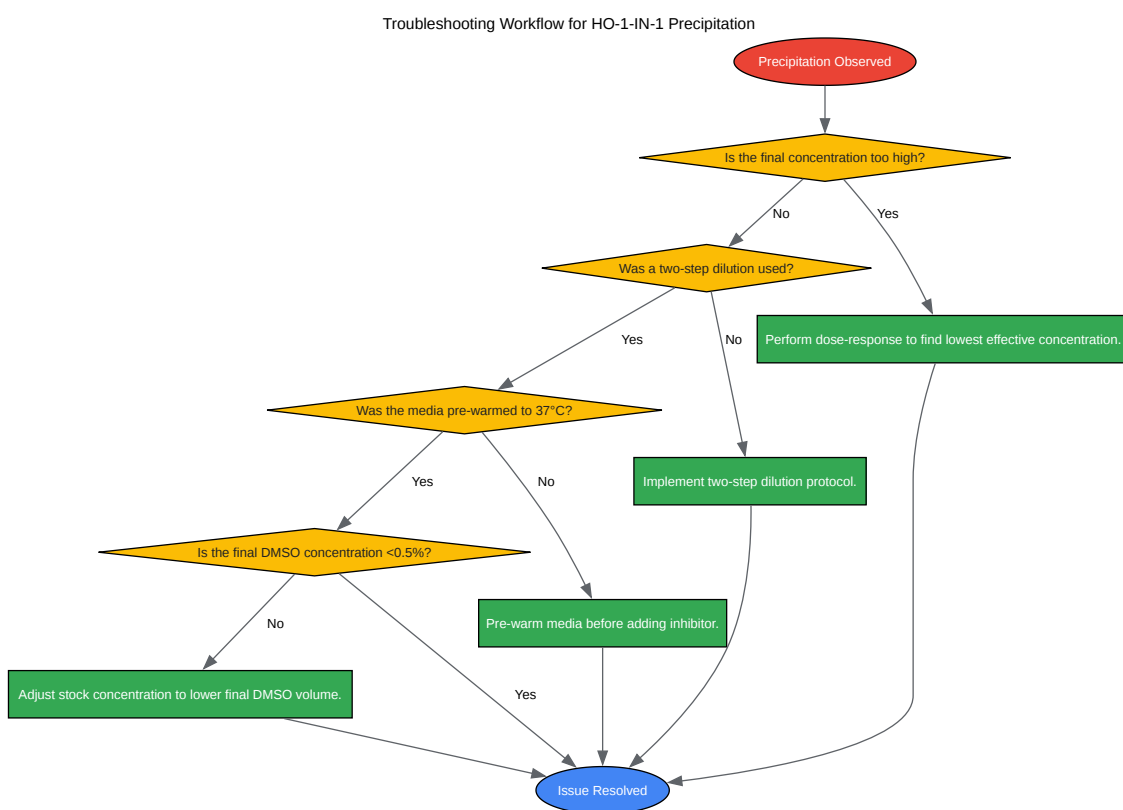 Troubleshooting Workflow for HO-1-IN-1 Precipitation
Precipitation Observed
Is the final concentration too high?
No
Yes
Was a two-step dilution used?
Yes
No
Perform dose-response to find lowest effective concentration.
Was the media pre-warmed to 37°C?
Yes
No
Implement two-step dilution protocol.
Is the final DMSO concentration <0.5%?
No
Pre-warm media before adding inhibitor.
Adjust stock concentration to lower final DMSO volume.
Yes
Issue Resolved